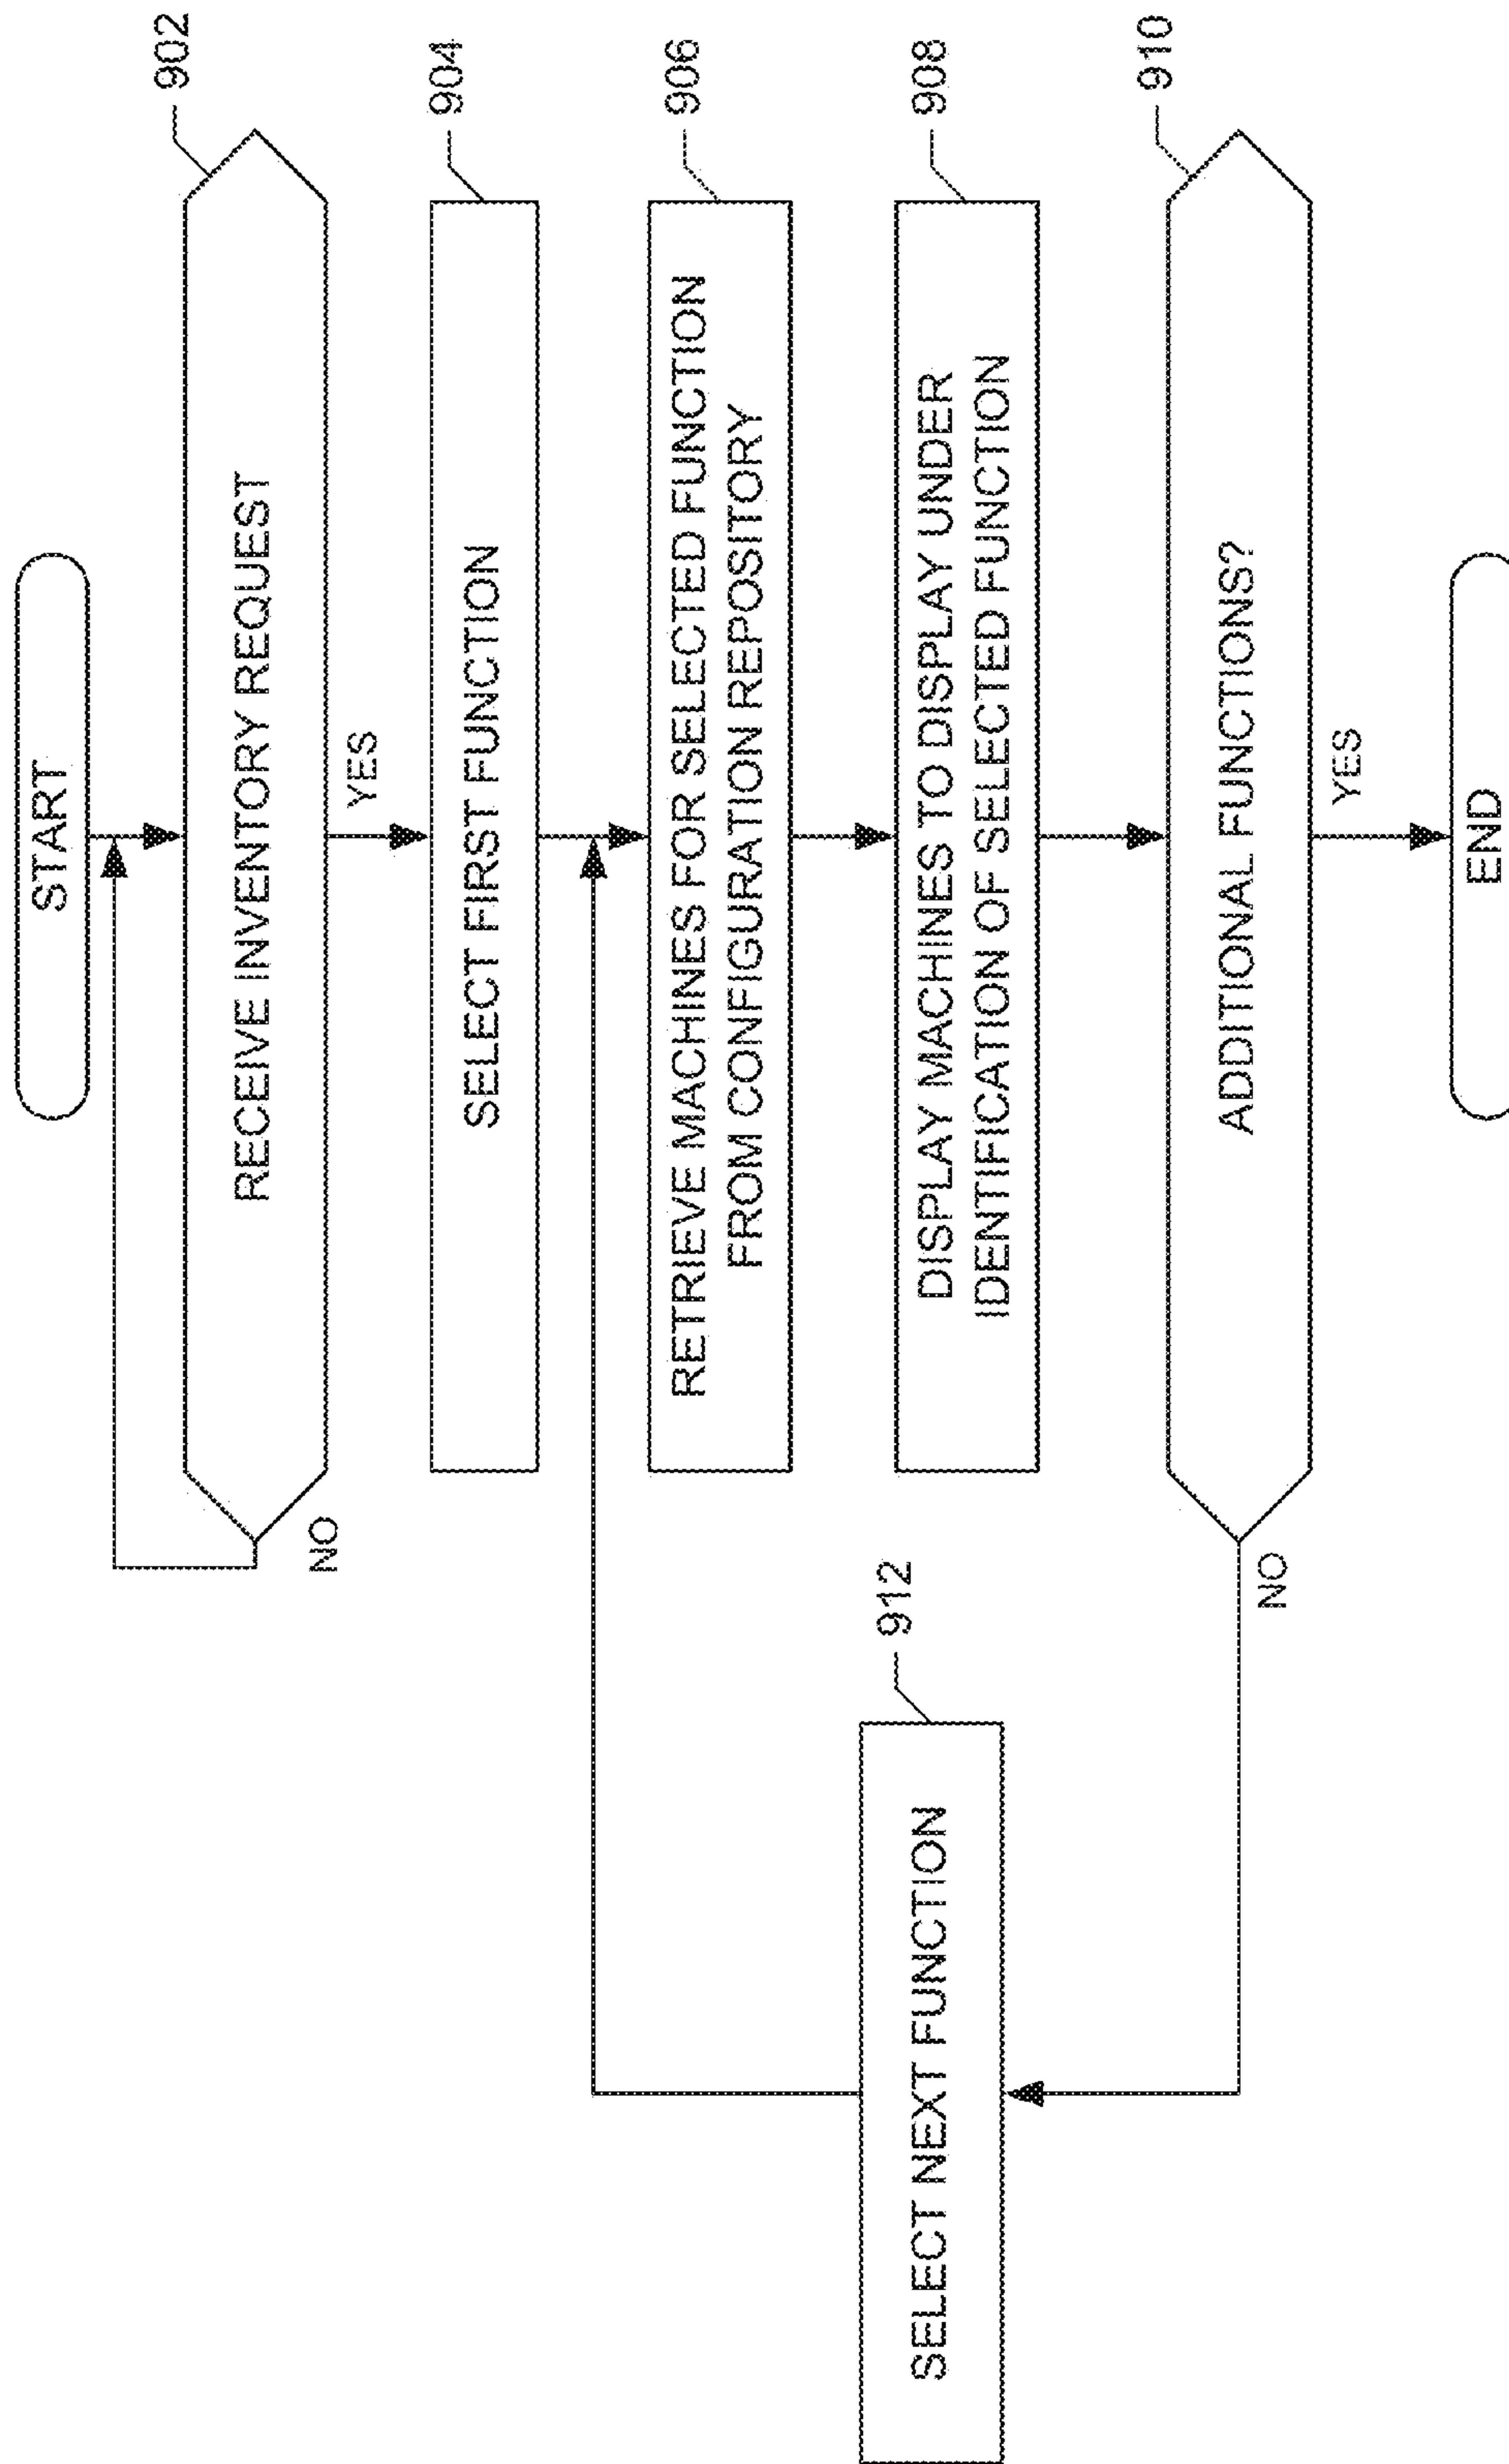 START
902
RECEIVE INVENTORY REQUEST
NO
YES
904
SELECT FIRST FUNCTION
906
RETRIEVE MACHINES FOR SELECTED FUNCTION
FROM CONFIGURATION REPOSITORY
908
DISPLAY MACHINES TO DISPLAY UNDER
IDENTIFICATION OF SELECTED FUNCTION
912
SELECT NEXT FUNCTION
910
ADDITIONAL FUNCTIONS?
NO
YES
END